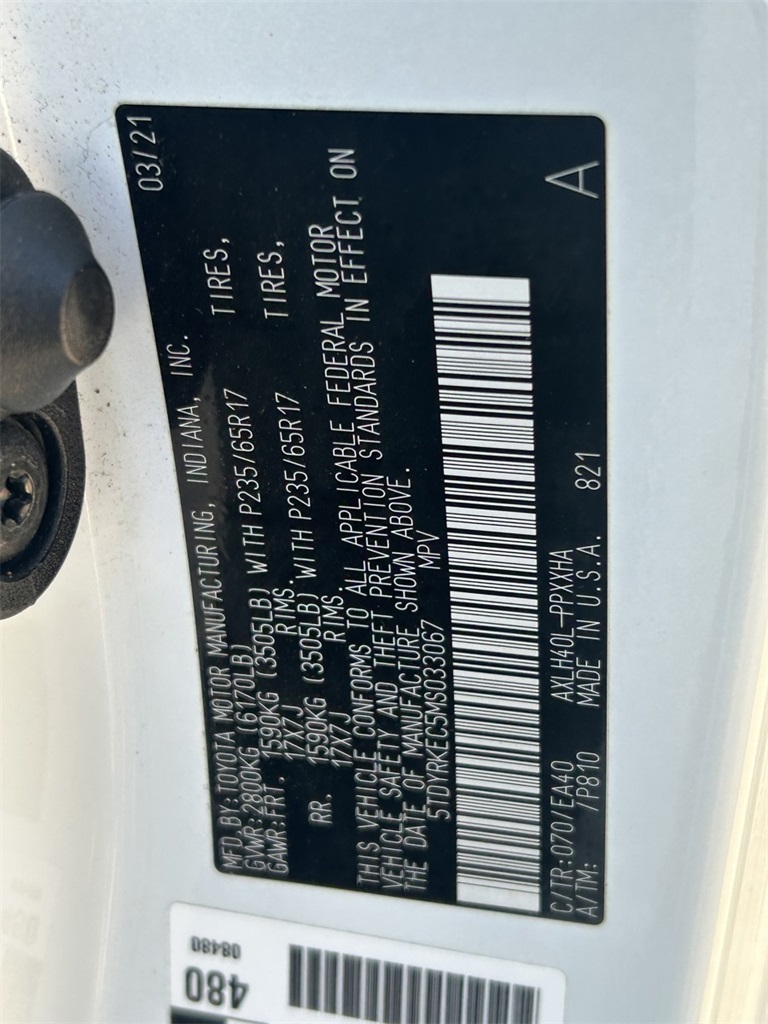 MFD.BY:TOYOTA MOTOR MANUFACTURING, INDIANA, INC. 03/21
GVWR:2800KG (6170LB)
GAWR:FRT. 1590KG (3505LB) WITH P235/65R17 TIRES,
17X7J RIMS.
RR. 1590KG (3505LB) WITH P235/65R17 TIRES,
17X7J RIMS
THIS VEHICLE CONFORMS TO ALL APPLICABLE FEDERAL MOTOR
VEHICLE SAFETY AND THEFT PREVENTION STANDARDS IN EFFECT ON
THE DATE OF MANUFACTURE SHOWN ABOVE.
5TDYRKEC5MS033067 MPV
C/TR:070/EA40 AXLH40L-PPXXHA A
A/TM: /P810 MADE IN U.S.A. 821
08480
480